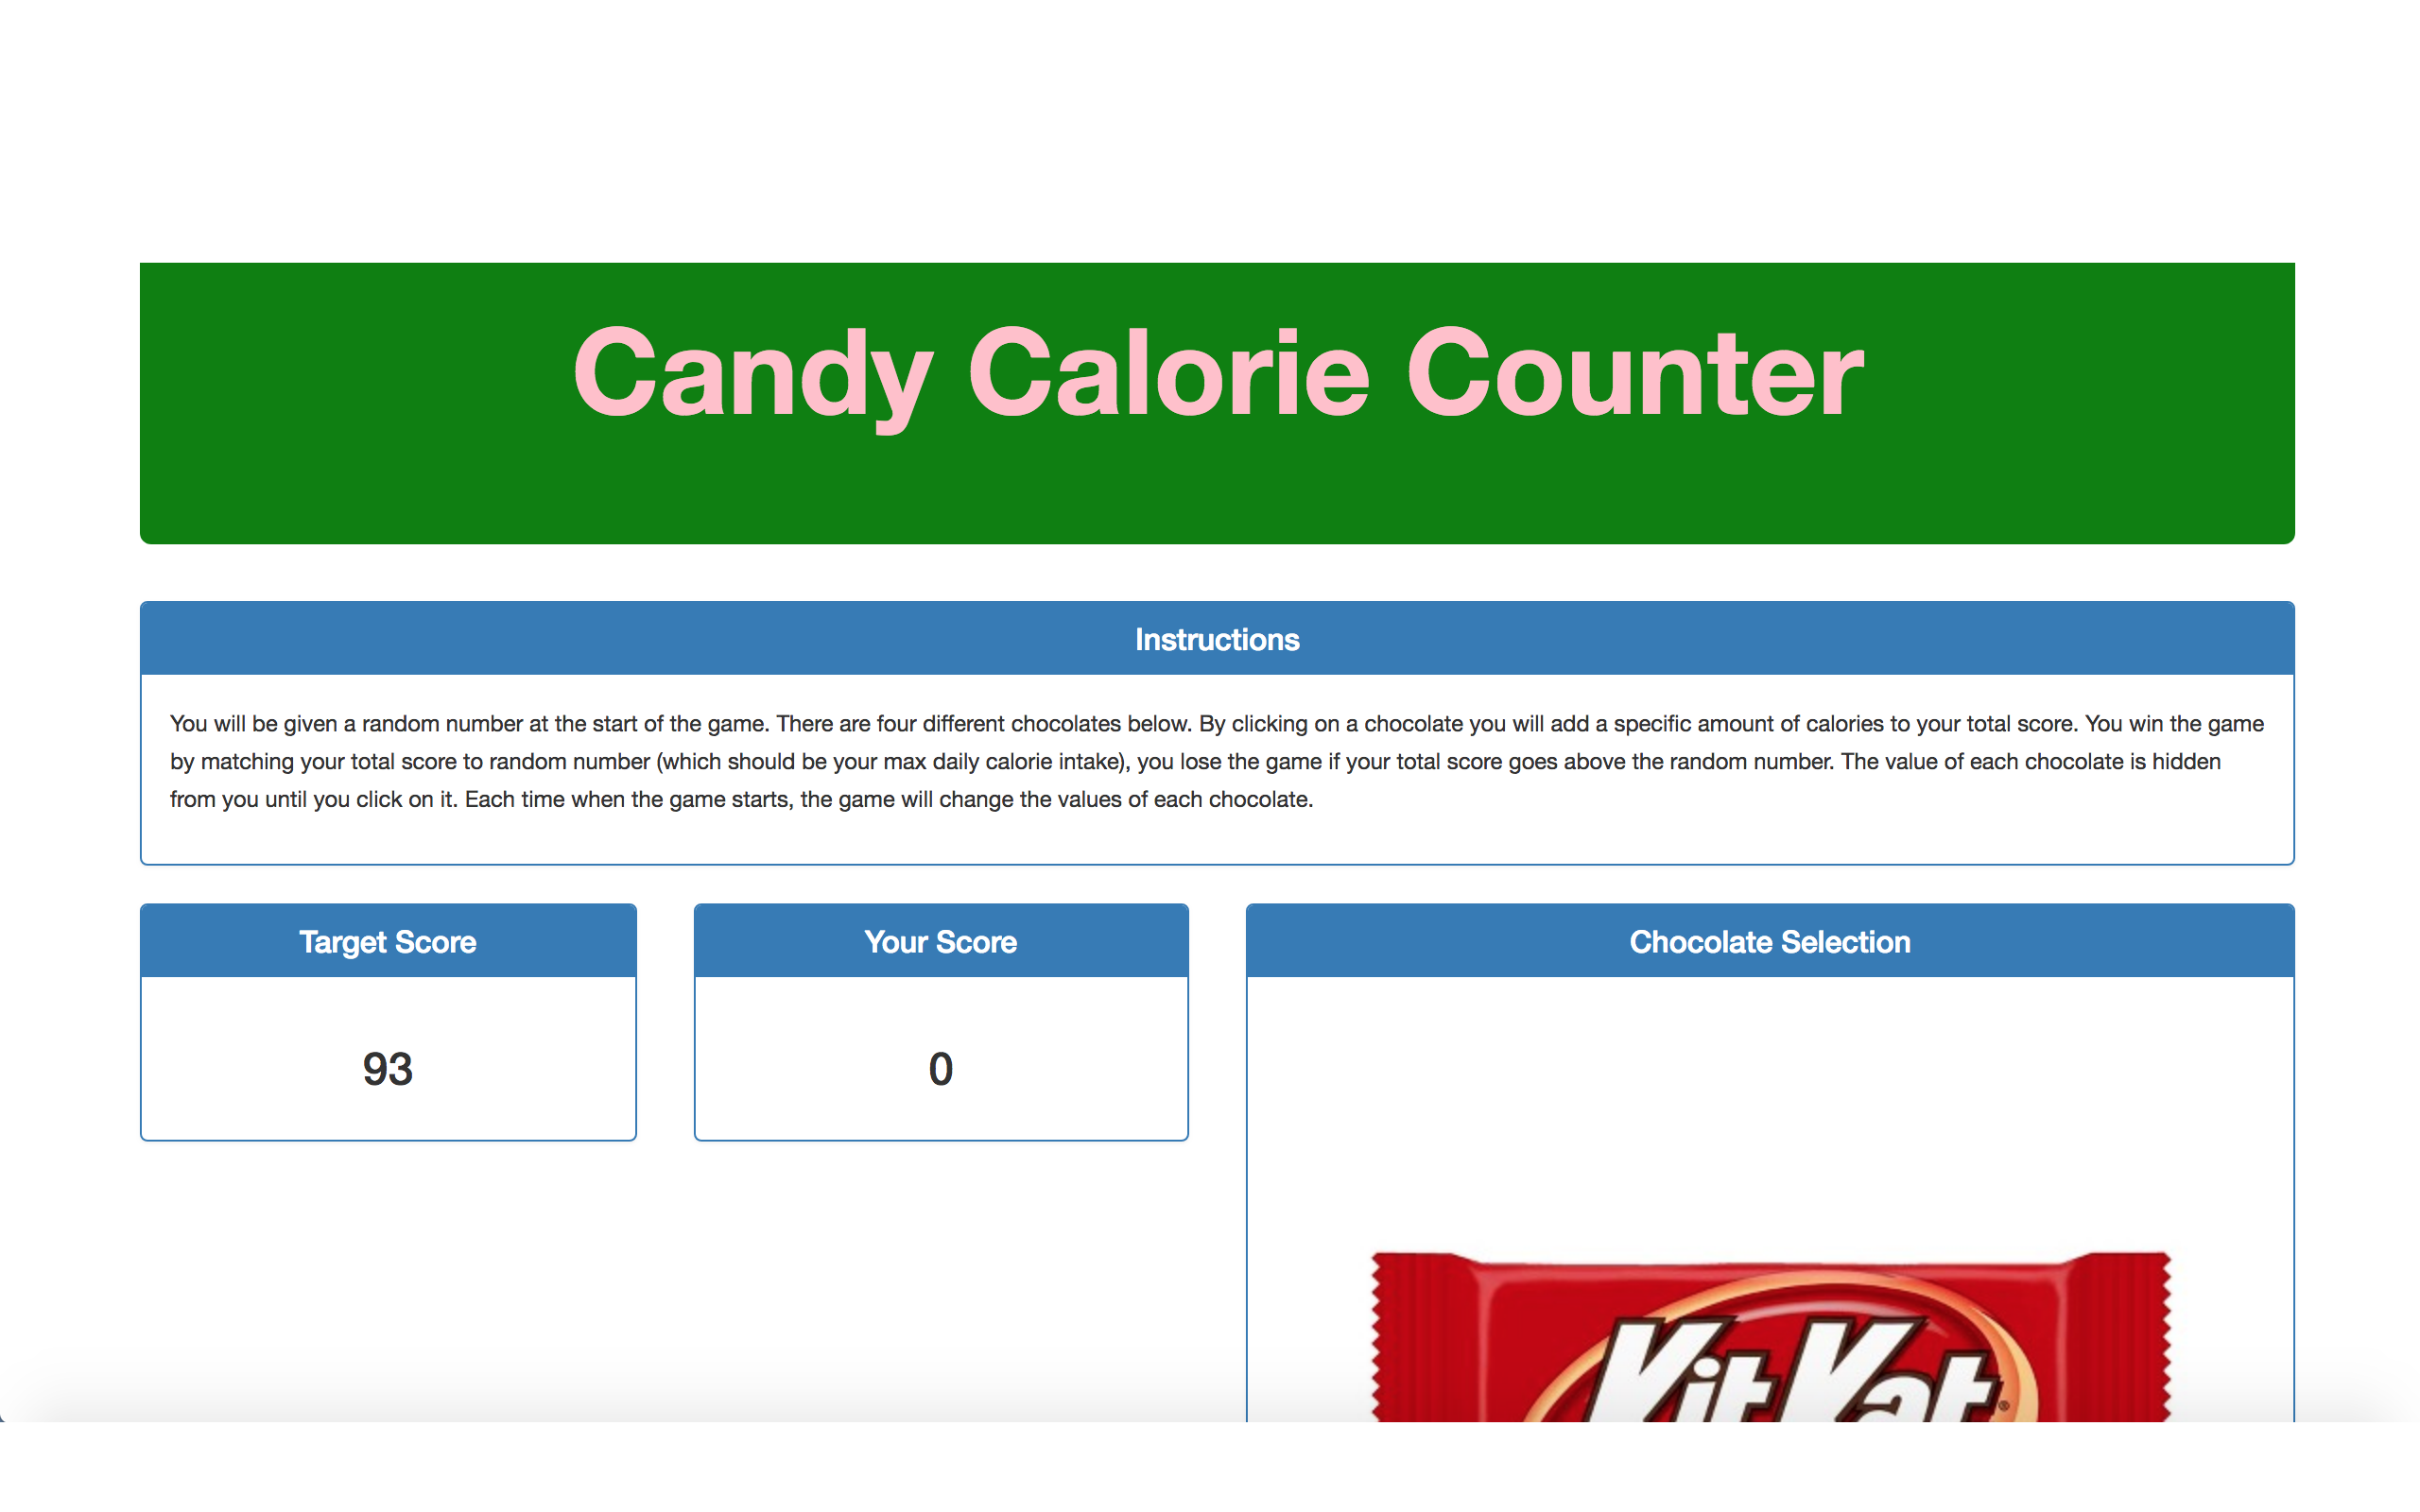 Candy Calorie Counter
Instructions
You will be given a random number at the start of the game. There are four different chocolates below. By clicking on a chocolate you will add a specific amount of calories to your total score. You win the game
by matching your total score to random number (which should be your max daily calorie intake), you lose the game if your total score goes above the random number. The value of each chocolate is hidden
from you until you click on it. Each time when the game starts, the game will change the values of each chocolate.
Target Score
Your Score
Chocolate Selection
93
0
KitKat®